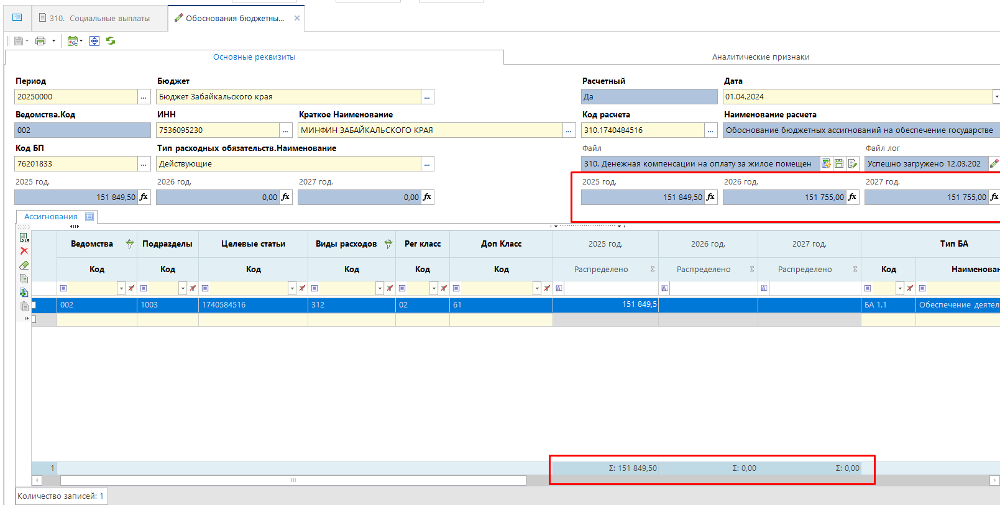 310. Социальные выплаты
Обоснования бюджетны...
Основные реквизиты
Аналитические признаки
Период
Бюджет
Расчетный
Дата
20250000
...
Бюджет Забайкальского края
...
Да
01.04.2024
Ведомства.Код
ИНН
Краткое Наименование
Код расчета
Наименование расчета
002
7536095230
...
МИНФИН ЗАБАЙКАЛЬСКОГО КРАЯ
...
310.1740484516
...
Обоснование бюджетных ассигнований на обеспечение государстве
Код БП
Тип расходных обязательств.Наименование
Файл
Файл лог
76201833
...
Действующие
...
310. Денежная компенсации на оплату за жилое помещен
Успешно загружено 12.03.202
2025 год.
2026 год.
2027 год.
2025 год.
2026 год.
2027 год.
151 849,50 fx
0,00 fx
0,00 fx
151 849,50 fx
151 755,00 fx
151 755,00 fx
Ассигнования
XLS
Ведомства
Подразделы
Целевые статьи
Виды расходов
Рег класс
Доп Класс
2025 год.
2026 год.
2027 год.
Тип БА
Код
Код
Код
Код
Код
Код
Распределено Σ
Распределено Σ
Распределено Σ
Код
Наименован
A
A
A
002
1003
1740584516
312
02
61
151 849,5
БА 1.1
Обеспечение деятел
1
Σ: 151 849,50
Σ: 0,00
Σ: 0,00
Количество записей: 1